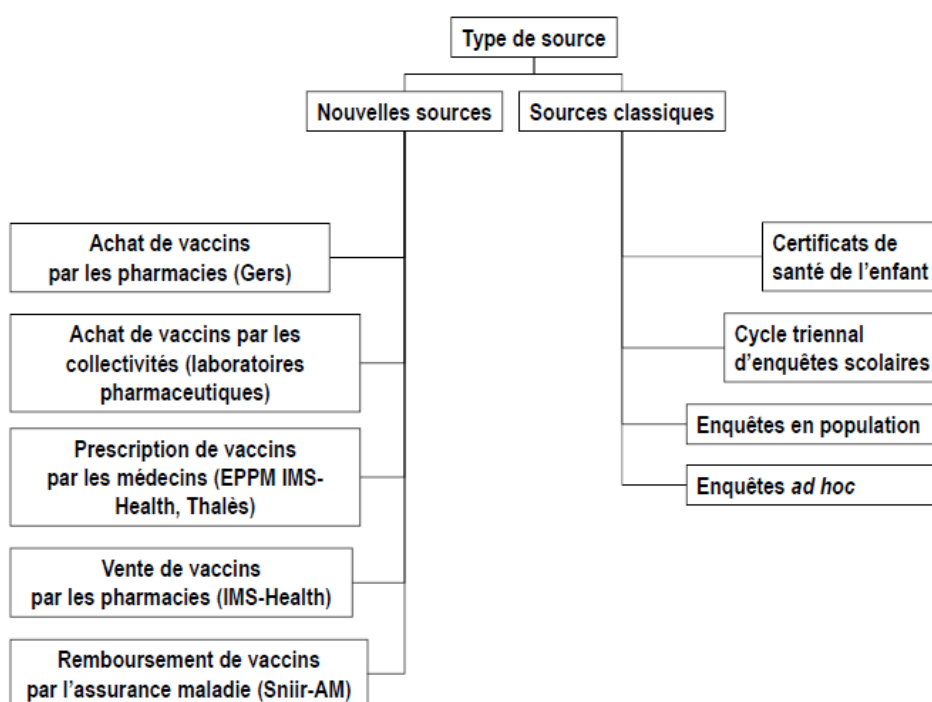 Type de source
Nouvelles sources
Sources classiques
Achat de vaccins
par les pharmacies (Gers)
Achat de vaccins par les
collectivités (laboratoires
pharmaceutiques)
Prescription de vaccins
par les médecins (EPPM IMS-
Health, Thalès)
Vente de vaccins
par les pharmacies (IMS-Health)
Remboursement de vaccins
par l'assurance maladie (Sniir-AM)
Certificats de
santé de l'enfant
Cycle triennal
d'enquêtes scolaires
Enquêtes en population
Enquêtes ad hoc